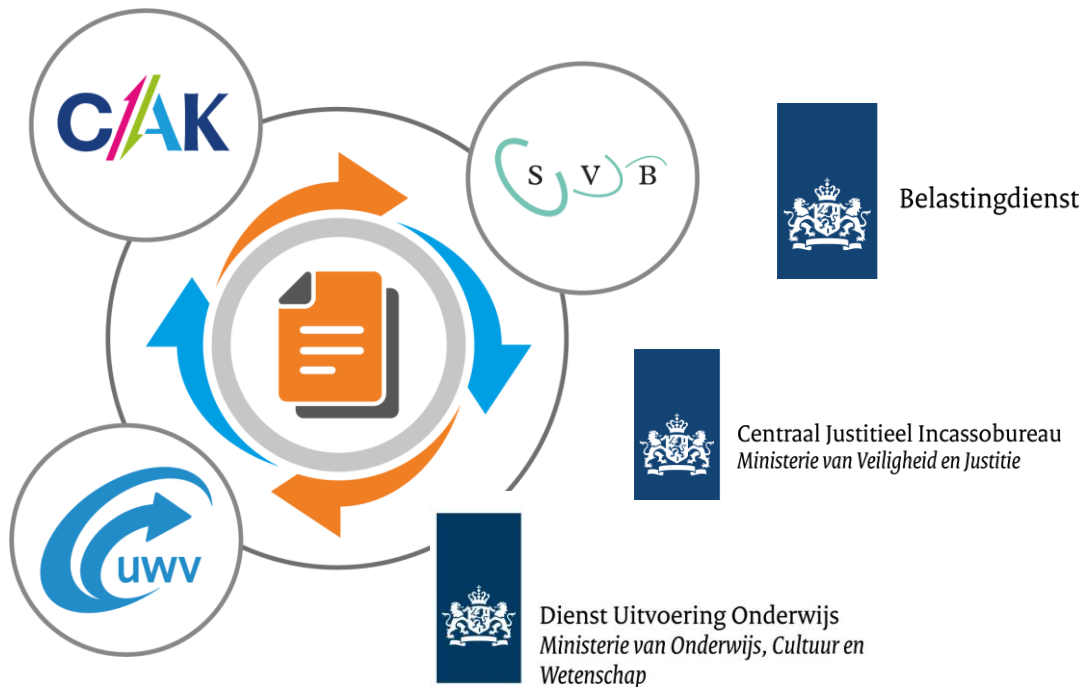 CAK
S V B
Belastingdienst
Centraal Justitieel Incassobureau
Ministerie van Veiligheid en Justitie
uwv
Dienst Uitvoering Onderwijs
Ministerie van Onderwijs, Cultuur en
Wetenschap